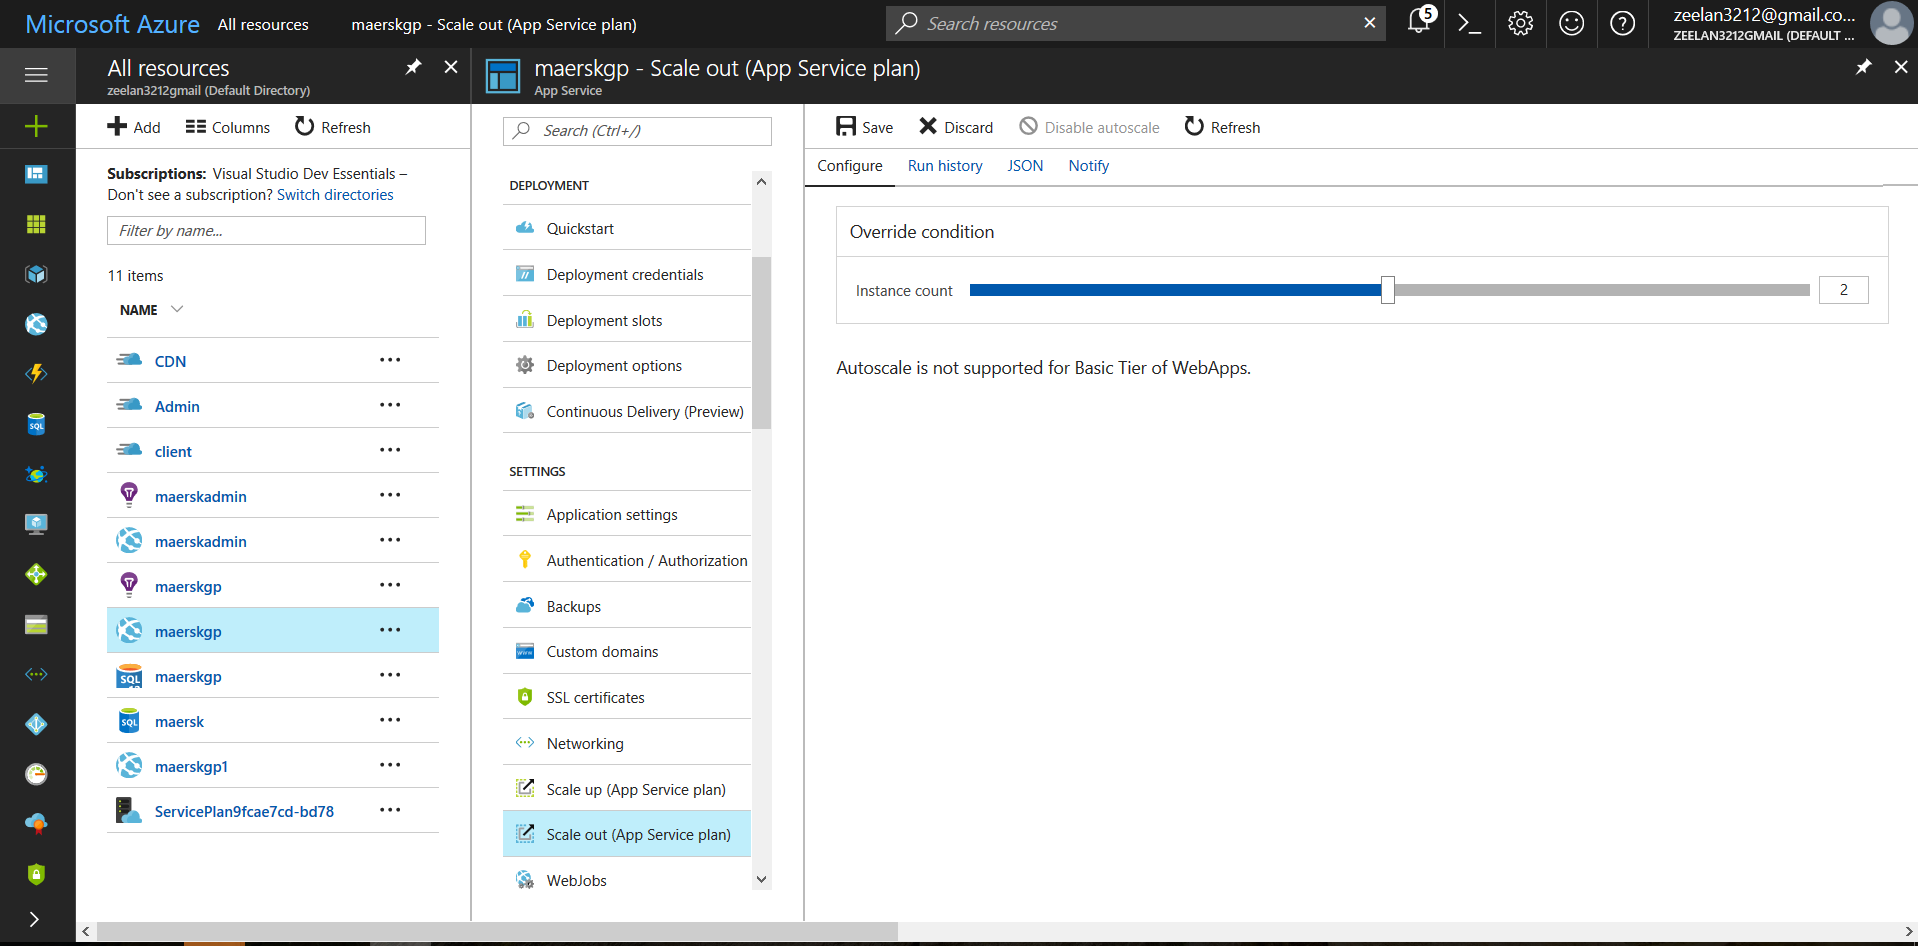 Microsoft Azure All resources maerskgp - Scale out (App Service plan) Search resources 5 zeelan3212@gmail.co...
ZEELAN3212GMAIL (DEFAULT ...
All resources
zeelan3212gmail (Default Directory)
maerskgp - Scale out (App Service plan)
App Service
Add Columns Refresh
Subscriptions: Visual Studio Dev Essentials –
Don't see a subscription? Switch directories
Filter by name...
11 items
NAME
CDN
Admin
client
maerskadmin
maerskadmin
maerskgp
maerskgp
SQL maerskgp
SQL maersk
maerskgp1
ServicePlan9fcae7cd-bd78
Search (Ctrl+/)
DEPLOYMENT
Quickstart
Deployment credentials
Deployment slots
Deployment options
Continuous Delivery (Preview)
SETTINGS
Application settings
Authentication / Authorization
Backups
Custom domains
SSL certificates
Networking
Scale up (App Service plan)
Scale out (App Service plan)
WebJobs
Save Discard Disable autoscale Refresh
Configure Run history JSON Notify
Override condition
Instance count 2
Autoscale is not supported for Basic Tier of WebApps.